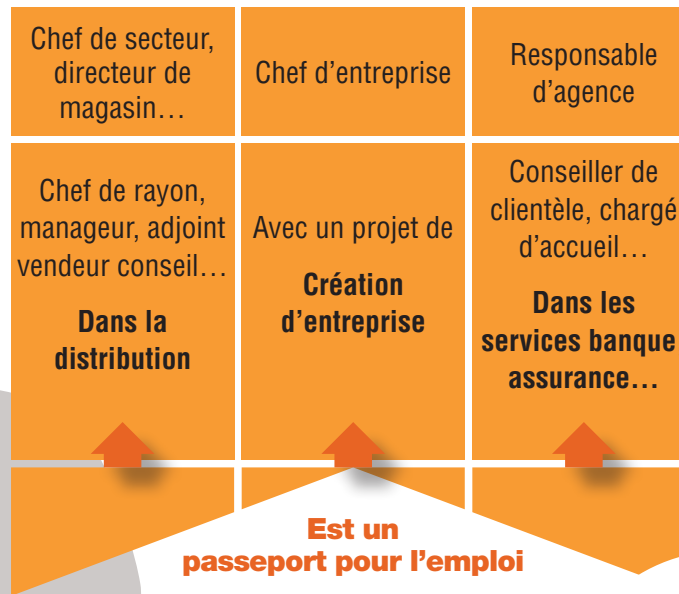 Chef de secteur,
directeur de
magasin…
Chef d'entreprise
Responsable
d'agence
Chef de rayon,
manageur, adjoint
vendeur conseil…
Dans la
distribution
Avec un projet de
Création
d'entreprise
Conseiller de
clientèle, chargé
d'accueil…
Dans les
services banque
assurance…
Est un
passeport pour l'emploi